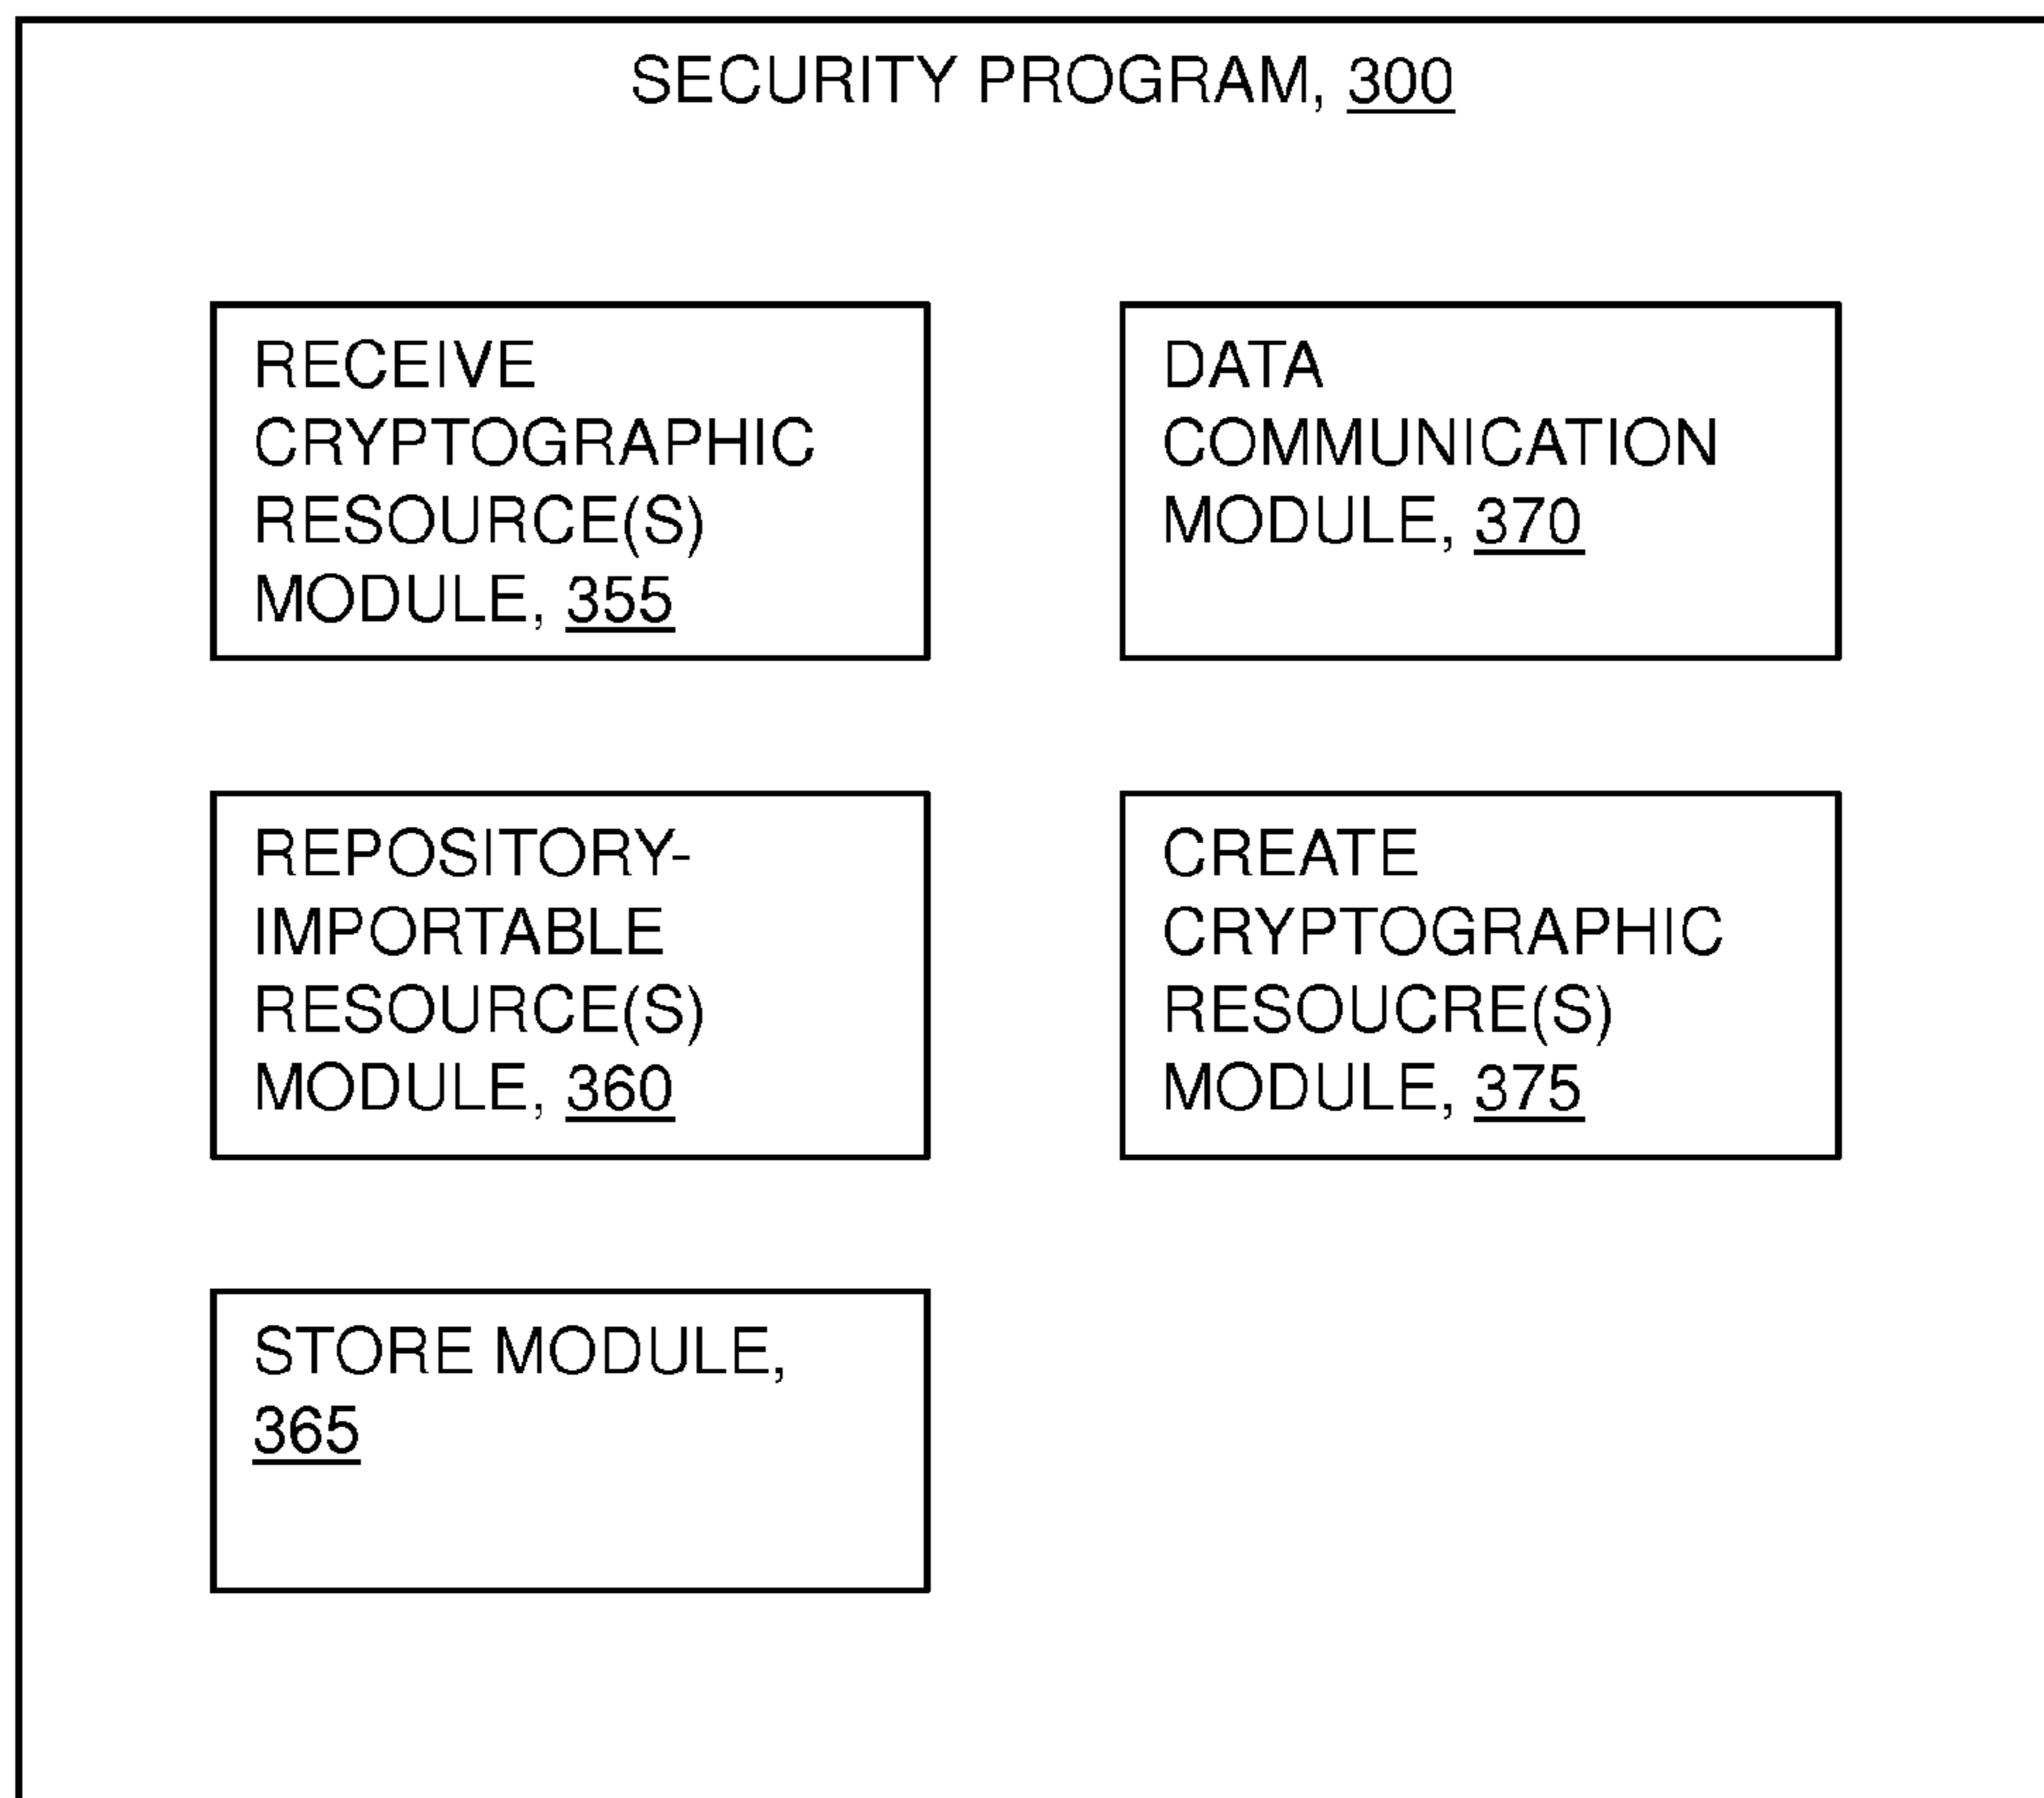 SECURITY PROGRAM, 300
RECEIVE
CRYPTOGRAPHIC
RESOURCE(S)
MODULE, 355
DATA
COMMUNICATION
MODULE, 370
REPOSITORY-
IMPORTABLE
RESOURCE(S)
MODULE, 360
CREATE
CRYPTOGRAPHIC
RESOUCRE(S)
MODULE, 375
STORE MODULE,
365